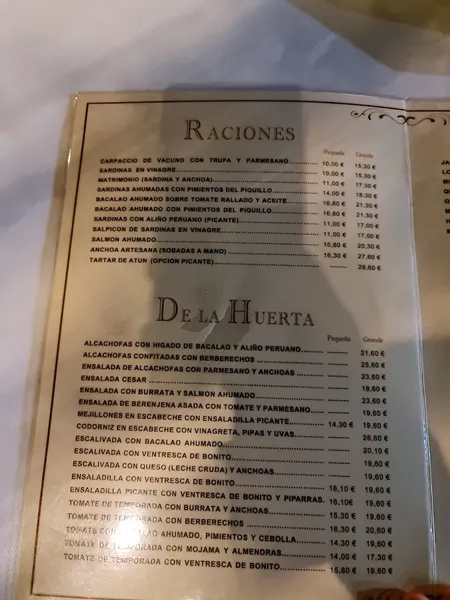 RACIONES
Pequeña Grande
CARPACCIO DE VACUNO CON TRUFA Y PARMESANO 10,00 € 15,30 €
SARDINAS EN VINAGRE 10,00 € 15,30 €
MATRIMONIO (SARDINA Y ANCHOA) 11,00 € 17,30 €
SARDINAS AHUMADAS CON PIMIENTOS DEL PIQUILLO 14,00 € 18,30 €
BACALAO AHUMADO SOBRE TOMATE RALLADO Y ACEITE 16,80 € 21,30 €
BACALAO AHUMADO CON PIMIENTOS DEL PIQUILLO 16,80 € 21,30 €
SARDINAS CON ALIÑO PERUANO (PICANTE) 11,00 € 17,00 €
SALPICON DE SARDINAS EN VINAGRE 11,00 € 17,00 €
SALMON AHUMADO 15,80 € 20,30 €
ANCHOA ARTESANA (SOBADAS A MANO) 16,30 € 27,60 €
TARTAR DE ATUN (OPCION PICANTE) 28,60 €
DE LA HUERTA
Pequeña Grande
ALCACHOFAS CON HIGADO DE BACALAO Y ALIÑO PERUANO 21,60 €
ALCACHOFAS CONFITADAS CON BERBERECHOS 25,60 €
ENSALADA DE ALCACHOFAS CON PARMESANO Y ANCHOAS 23,60 €
ENSALADA CESAR 18,60 €
ENSALADA CON BURRATA Y SALMON AHUMADO 23,60 €
ENSALADA DE BERENJENA ASADA CON TOMATE Y PARMESANO 19,60 €
MEJILLONES EN ESCABECHE CON ENSALADILLA PICANTE 14,30 € 19,60 €
CODORNIZ EN ESCABECHE CON VINAGRETA, PIPAS Y UVAS 26,60 €
ESCALIVADA CON BACALAO AHUMADO 20,10 €
ESCALIVADA CON VENTRESCA DE BONITO 19,60 €
ESCALIVADA CON QUESO (LECHE CRUDA) Y ANCHOAS 19,60 €
ENSALADILLA CON VENTRESCA DE BONITO 16,10 € 19,60 €
ENSALADILLA PICANTE CON VENTRESCA DE BONITO Y PIPARRAS. 16,10€ 19,60 €
TOMATE DE TEMPORADA CON BURRATA Y ANCHOAS 15,30 € 19,60 €
TOMATE DE TEMPORADA CON BERBERECHOS 16,30 € 20,60 €
TOMATE CON BACALAO AHUMADO, PIMIENTOS Y CEBOLLA 14,30 € 19,60 €
TOMATE DE TEMPORADA CON MOJAMA Y ALMENDRAS 14,00 € 17,30 €
TOMATE DE TEMPORADA CON VENTRESCA DE BONITO 15,80 € 19,60 €